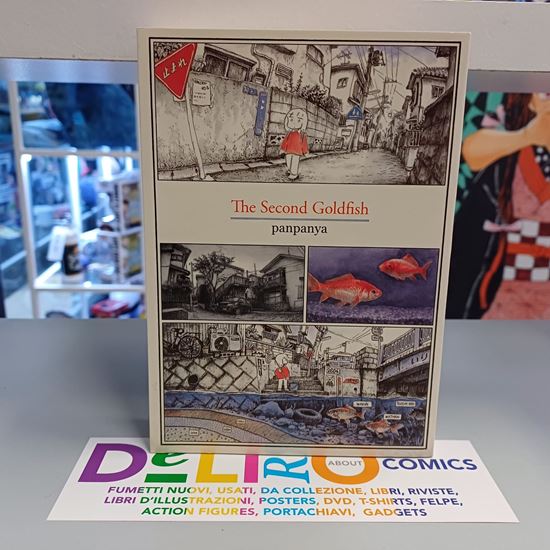 止まれ
The Second Goldfish
panpanya
DeLiRiO
ABOUT
COMICS
FUMETTI NUOVI, USATI, DA COLLEZIONE, LIBRI, RIVISTE,
LIBRI D'ILLUSTRAZIONI, POSTERS, DVD, T-SHIRTS, FELPE,
ACTION FIGURES, PORTACHIAVI, GADGETS